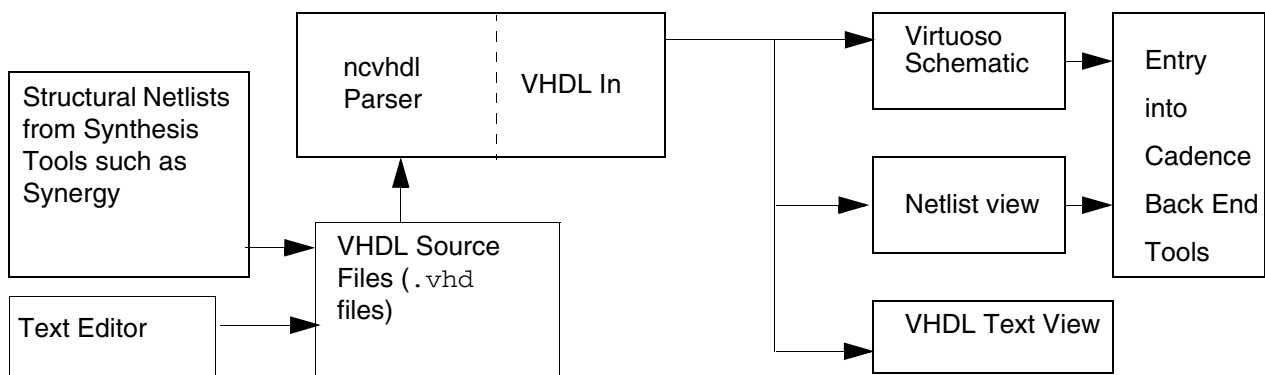 Structural Netlists
from Synthesis
Tools such as
Synergy
Text Editor
ncvhdl
Parser
VHDL In
VHDL Source
Files (.vhd
files)
Virtuoso
Schematic
Netlist view
VHDL Text View
Entry
into
Cadence
Back End
Tools